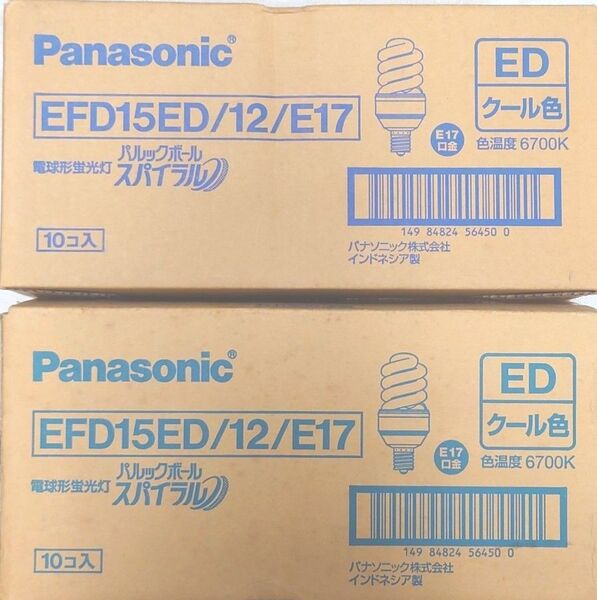 Panasonic®
EFD15ED/12/E17
電球形蛍光灯 パルックボール
スパイラル
10コ入
E17
口金
ED
クール色
色温度 6700K
149 84824 56450 0
パナソニック株式会社
インドネシア製
Panasonic®
EFD15ED/12/E17
電球形蛍光灯 パルックボール
スパイラル
10コ入
E17
口金
ED
クール色
色温度 6700K
149 84824 56450 0
パナソニック株式会社
インドネシア製